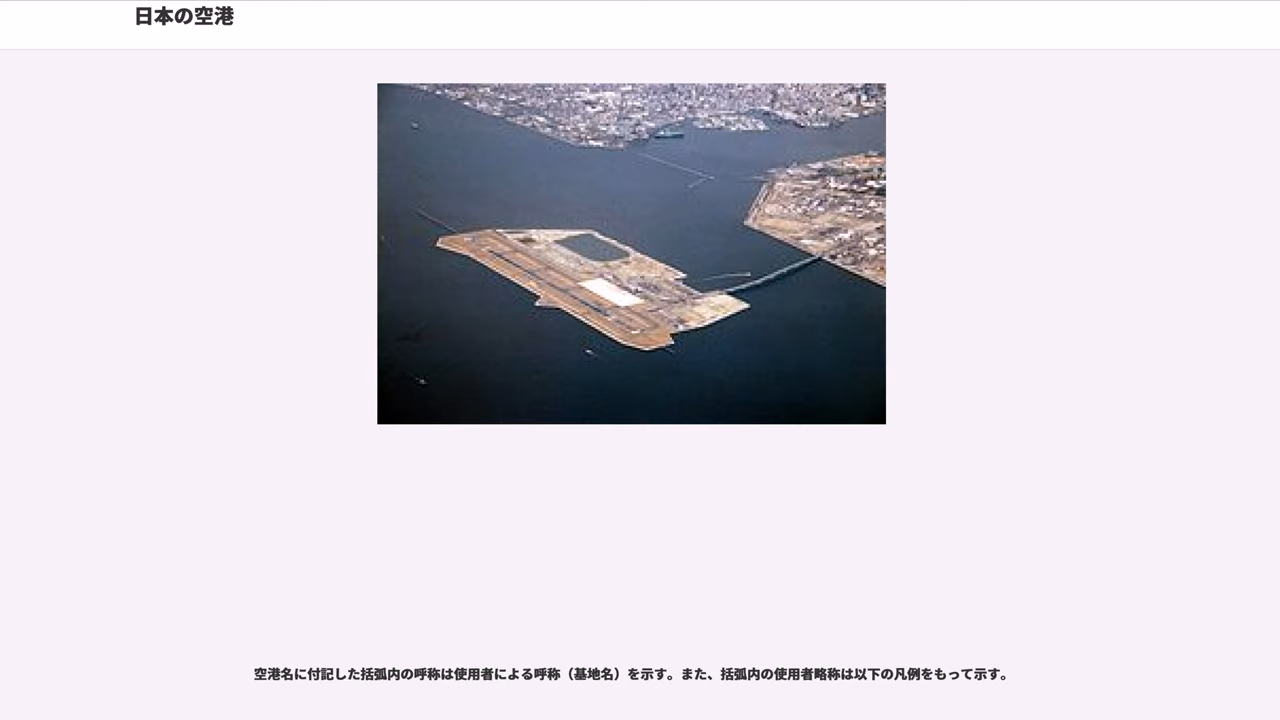 日本の空港
空港名に付記した括弧内の呼称は使用者による呼称（基地名）を示す。また、括弧内の使用者略称は以下の凡例をもって示す。